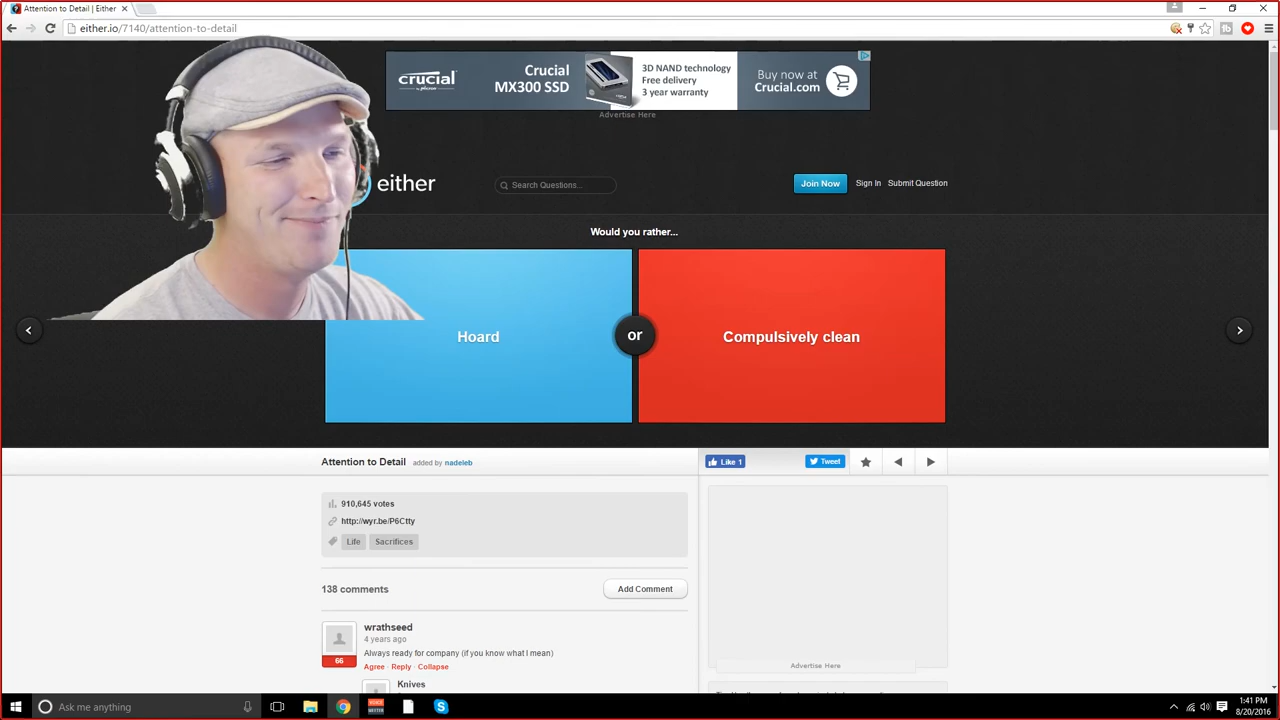 Attention to Detail | Either
either.io/7140/attention-to-detail
crucial
by Micron
Crucial
MX300 SSD
3D NAND technology
Free delivery
3 year warranty
Buy now at
Crucial.com
Advertise Here
either
Search Questions...
Join Now
Sign In
Submit Question
Would you rather...
Hoard
or
Compulsively clean
Attention to Detail added by nadeleb
Like 1
Tweet
910,645 votes
http://wyr.be/P6Ctty
Life
Sacrifices
138 comments
Add Comment
wrathseed
4 years ago
Always ready for company (if you know what I mean)
66
Agree · Reply · Collapse
Knives
Advertise Here
Ask me anything
1:41 PM
8/20/2016